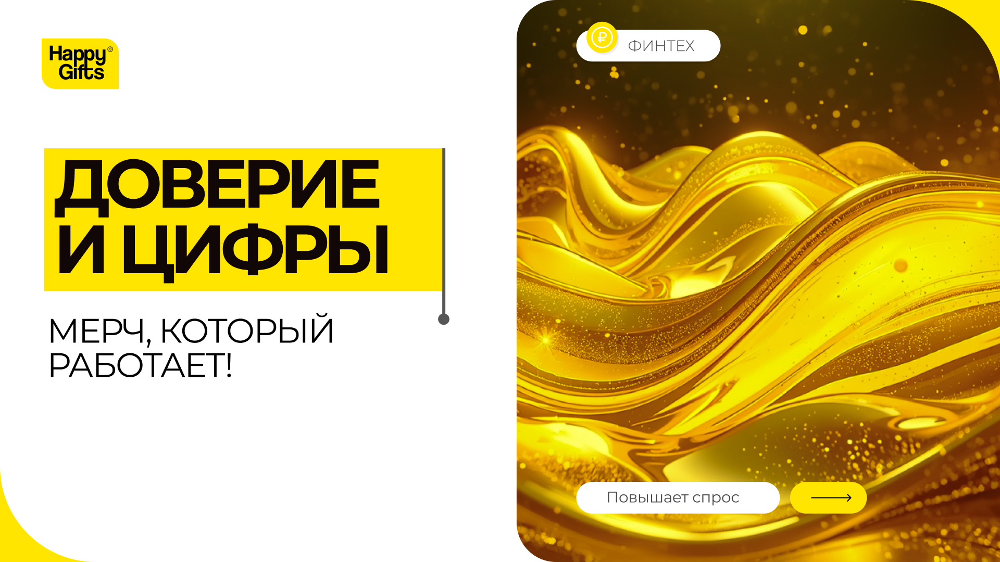 Happy
Gifts
ФИНТЕХ
ДОВЕРИЕ
И ЦИФРЫ
МЕРЧ, КОТОРЫЙ
РАБОТАЕТ!
Повышает спрос